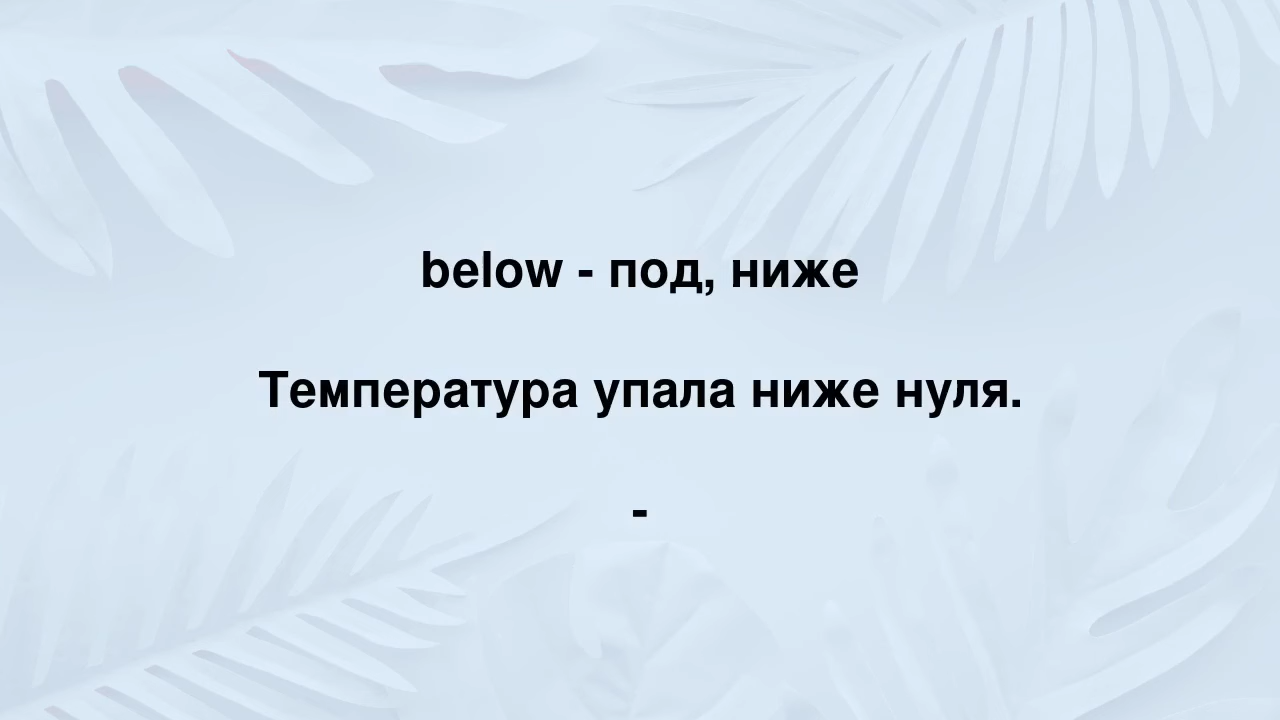 below - под, ниже
Температура упала ниже нуля.
-